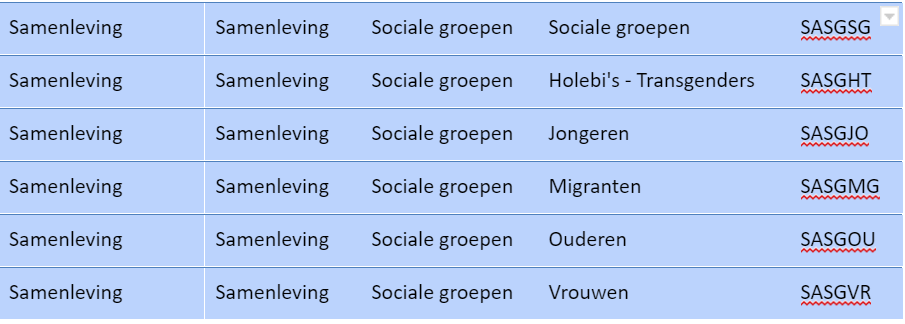 Samenleving Samenleving Sociale groepen Sociale groepen SASGSG
Samenleving Samenleving Sociale groepen Holebi's - Transgenders SASGHT
Samenleving Samenleving Sociale groepen Jongeren SASGJO
Samenleving Samenleving Sociale groepen Migranten SASGMG
Samenleving Samenleving Sociale groepen Ouderen SASGOU
Samenleving Samenleving Sociale groepen Vrouwen SASGVR